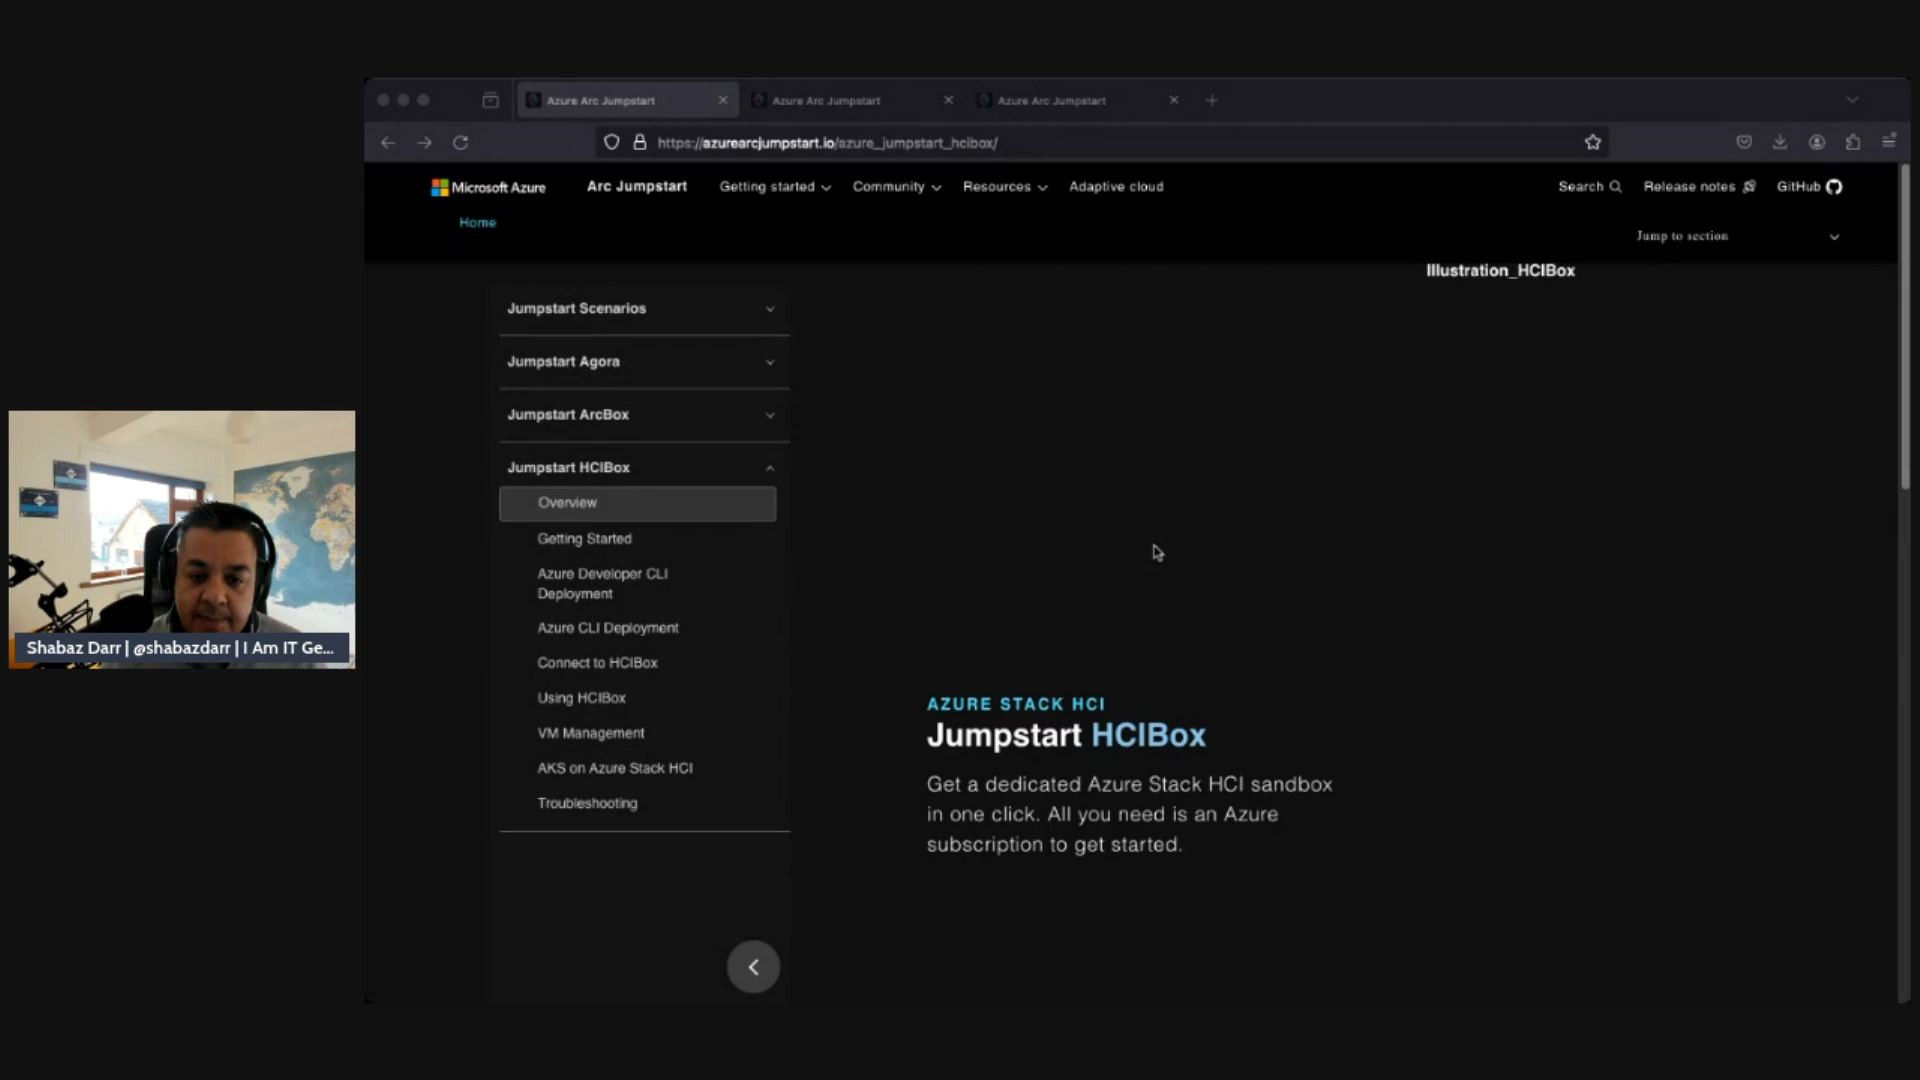 Azure Arc Jumpstart
Azure Arc Jumpstart
Azure Arc Jumpstart
https://azurearcjumpstart.io/azure_jumpstart_hcibox/
Microsoft Azure
Arc Jumpstart
Getting started
Community
Resources
Adaptive cloud
Search
Release notes
GitHub
Home
Jump to section
Illustration_HCIBox
Jumpstart Scenarios
Jumpstart Agora
Jumpstart ArcBox
Jumpstart HCIBox
Overview
Getting Started
Azure Developer CLI
Deployment
Azure CLI Deployment
Connect to HCIBox
Using HCIBox
VM Management
AKS on Azure Stack HCI
Troubleshooting
AZURE STACK HCI
Jumpstart HCIBox
Get a dedicated Azure Stack HCI sandbox
in one click. All you need is an Azure
subscription to get started.
Shabaz Darr | @shabazdarr | I Am IT Ge...